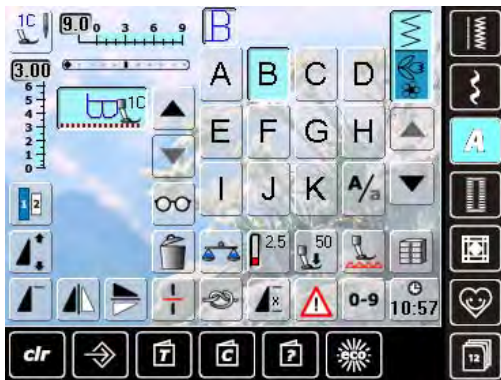 1C 9.0 0 3 6 9 B
3.00
A B C D
6
5
4
3
2
1
0
1C
E F G H
A
I J K A/a
1 2
2.5 50
x 0-9 10:57
clr T C ? eco 12